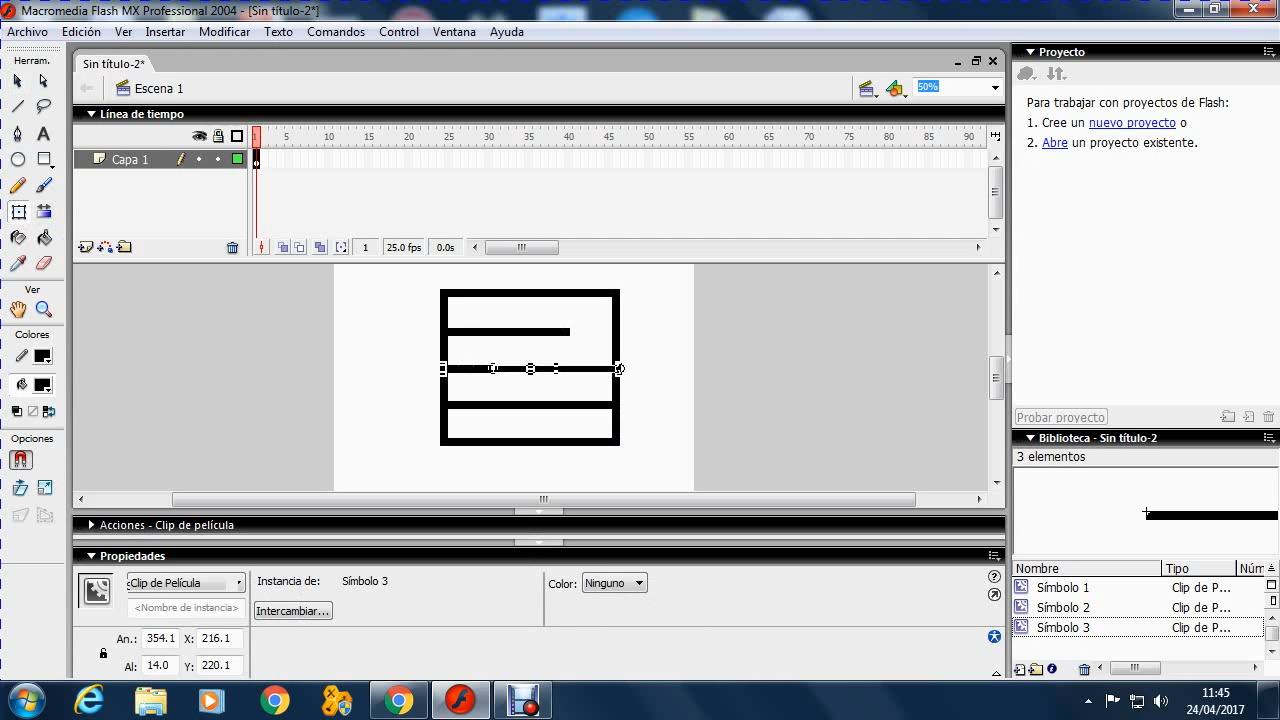 Macromedia Flash MX Professional 2004 - [Sin título-2*]
Archivo Edición Ver Insertar Modificar Texto Comandos Control Ventana Ayuda
Herram.
Sin título-2*
Escena 1
50%
Línea de tiempo
1 5 10 15 20 25 30 35 40 45 50 55 60 65 70 75 80 85 90
Capa 1
1 25.0 fps 0.0s
Ver
Colores
Opciones
Acciones - Clip de película
Propiedades
Clip de Película
Instancia de: Símbolo 3
Color: Ninguno
<Nombre de instancia>
Intercambiar...
An.: 354.1 X: 216.1
Al: 14.0 Y: 220.1
Proyecto
Para trabajar con proyectos de Flash:
1. Cree un nuevo proyecto o
2. Abre un proyecto existente.
Probar proyecto
Biblioteca - Sin título-2
3 elementos
Nombre Tipo Núm
Símbolo 1 Clip de P...
Símbolo 2 Clip de P...
Símbolo 3 Clip de P...
11:45
24/04/2017